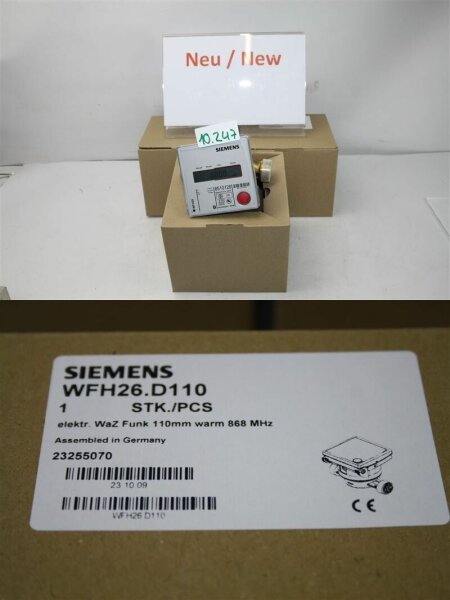 Neu / New
10.247
SIEMENS
SIEMENS
WFH26.D110
1 STK./PCS
elektr. WaZ Funk 110mm warm 868 MHz
Assembled in Germany
23255070
23 10 09
WFH26.D110
CE